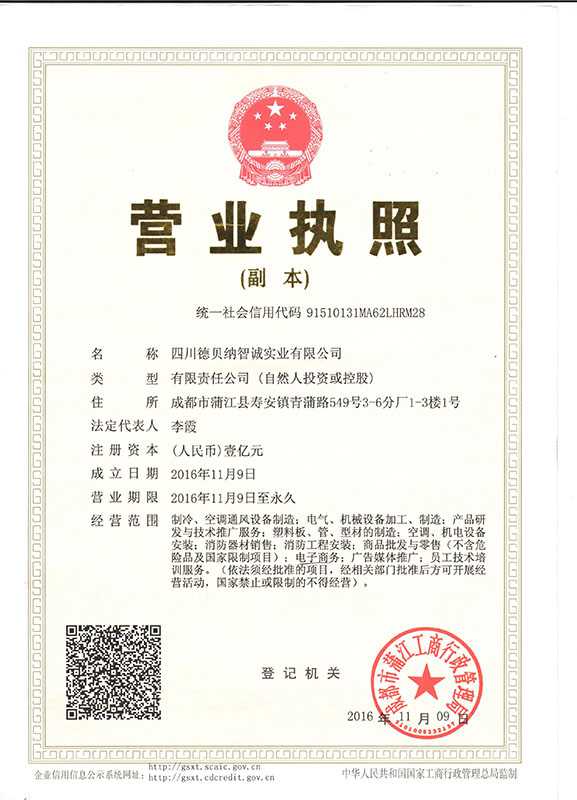 营业执照
(副 本)
统一社会信用代码 91510131MA62LHRM28
名 称 四川德贝纳智诚实业有限公司
类 型 有限责任公司 (自然人投资或控股)
住 所 成都市蒲江县寿安镇青蒲路549号3-6分厂1-3楼1号
法定代表人 李霞
注册资本 (人民币)壹亿元
成立日期 2016年11月9日
营业期限 2016年11月9日至永久
经营范围 制冷、空调通风设备制造；电气、机械设备加工、制造；产品研
发与技术推广服务；塑料板、管、型材的制造；空调、机电设备
安装；消防器材销售；消防工程安装；商品批发与零售（不含危
险品及国家限制项目）；电子商务；广告媒体推广；员工技术培
训服务。（依法须经批准的项目，经相关部门批准后方可开展经
营活动，国家禁止或限制的不得经营）。
登记机关
成都市蒲江工商行政管理局
2016 年 11 月 09 日
企业信用信息公示系统网址：
http://gsxt.scaic.gov.cn
http://gsxt.cdcredit.gov.cn
中华人民共和国国家工商行政管理总局监制